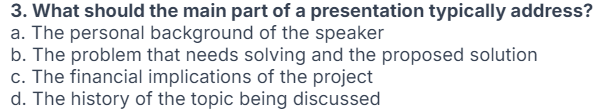 3. What should the main part of a presentation typically address?
a. The personal background of the speaker
b. The problem that needs solving and the proposed solution
c. The financial implications of the project
d. The history of the topic being discussed